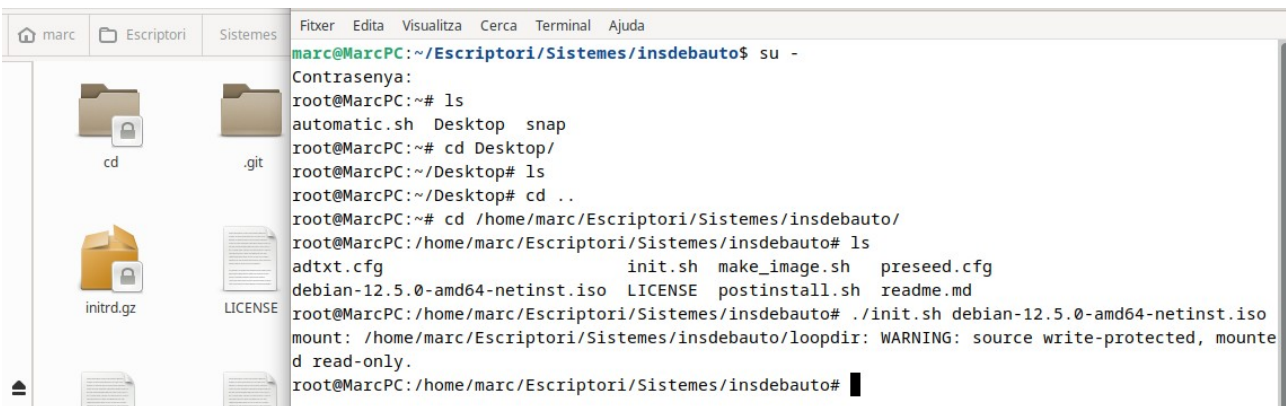 marc
Escriptori
Sistemes
cd
.git
initrd.gz
LICENSE
Fitxer Edita Visualitza Cerca Terminal Ajuda
marc@MarcPC:~/Escriptori/Sistemes/insdebauto$ su -
Contrasenya:
root@MarcPC:~# ls
automatic.sh  Desktop  snap
root@MarcPC:~# cd Desktop/
root@MarcPC:~/Desktop# ls
root@MarcPC:~/Desktop# cd ..
root@MarcPC:~# cd /home/marc/Escriptori/Sistemes/insdebauto/
root@MarcPC:/home/marc/Escriptori/Sistemes/insdebauto# ls
adtxt.cfg                       init.sh  make_image.sh   preseed.cfg
debian-12.5.0-amd64-netinst.iso  LICENSE  postinstall.sh  readme.md
root@MarcPC:/home/marc/Escriptori/Sistemes/insdebauto# ./init.sh debian-12.5.0-amd64-netinst.iso
mount: /home/marc/Escriptori/Sistemes/insdebauto/loopdir: WARNING: source write-protected, mounte
d read-only.
root@MarcPC:/home/marc/Escriptori/Sistemes/insdebauto#